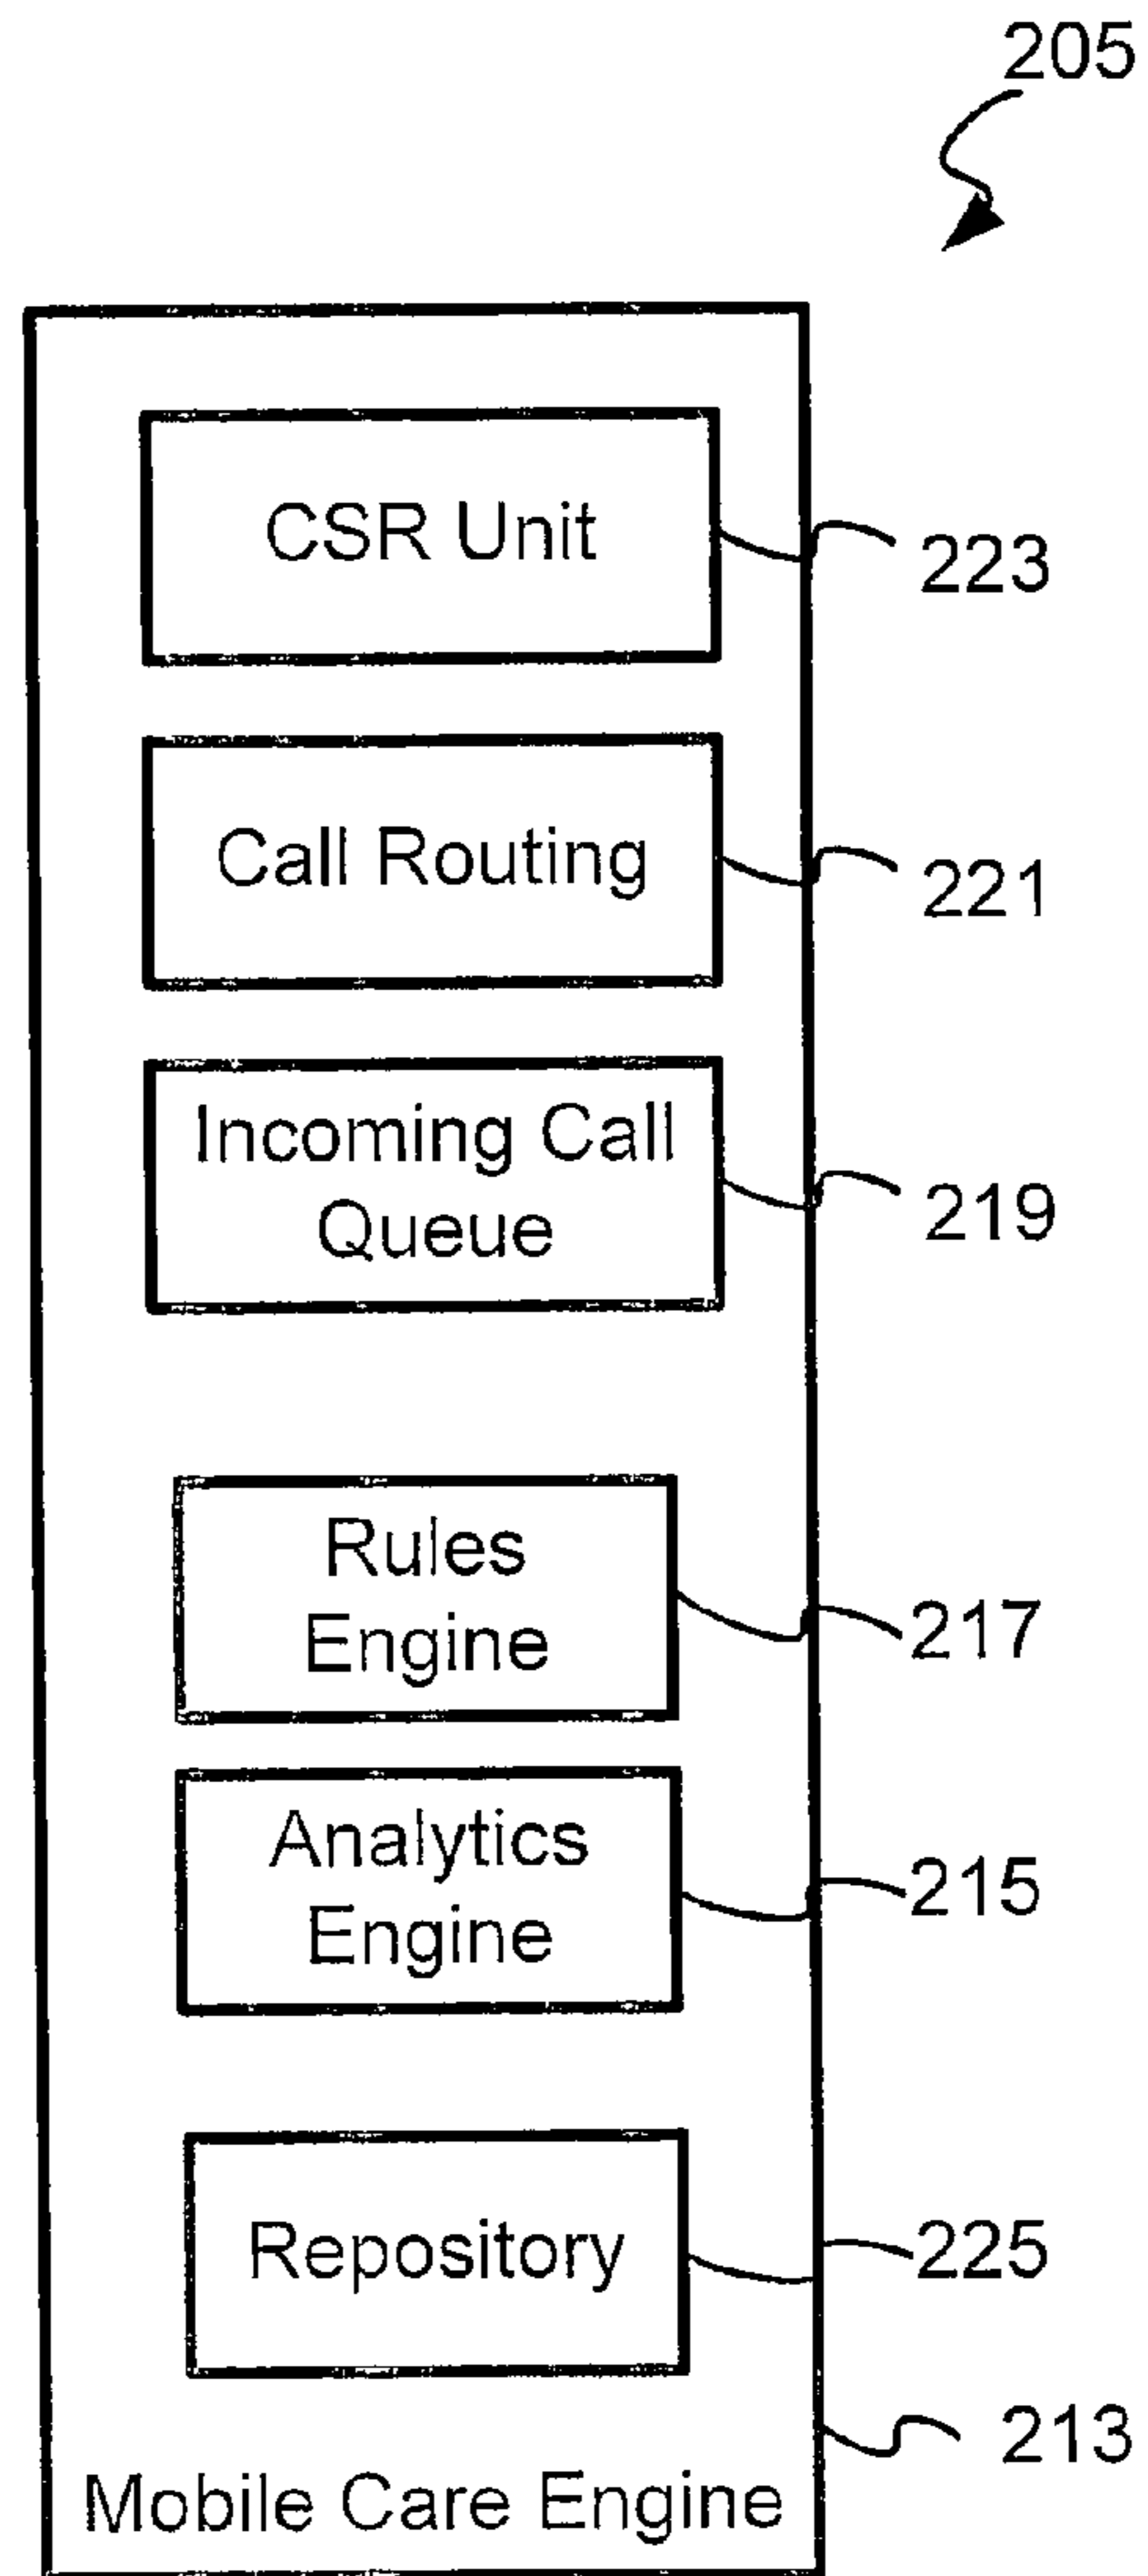 205
CSR Unit
223
Call Routing
221
Incoming Call
Queue
219
Rules
Engine
217
Analytics
Engine
215
Repository
225
213
Mobile Care Engine